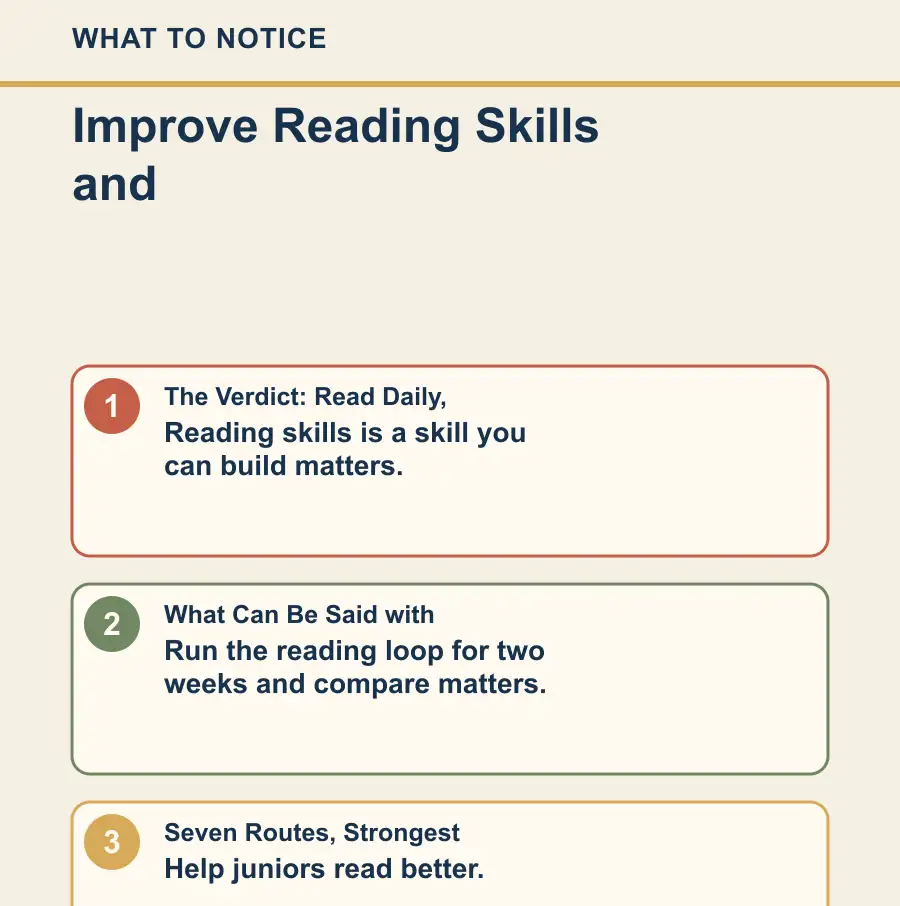 WHAT TO NOTICE
Improve Reading Skills
and
1
The Verdict: Read Daily,
Reading skills is a skill you
can build matters.
2
What Can Be Said with
Run the reading loop for two
weeks and compare matters.
3
Seven Routes, Strongest
Help juniors read better.